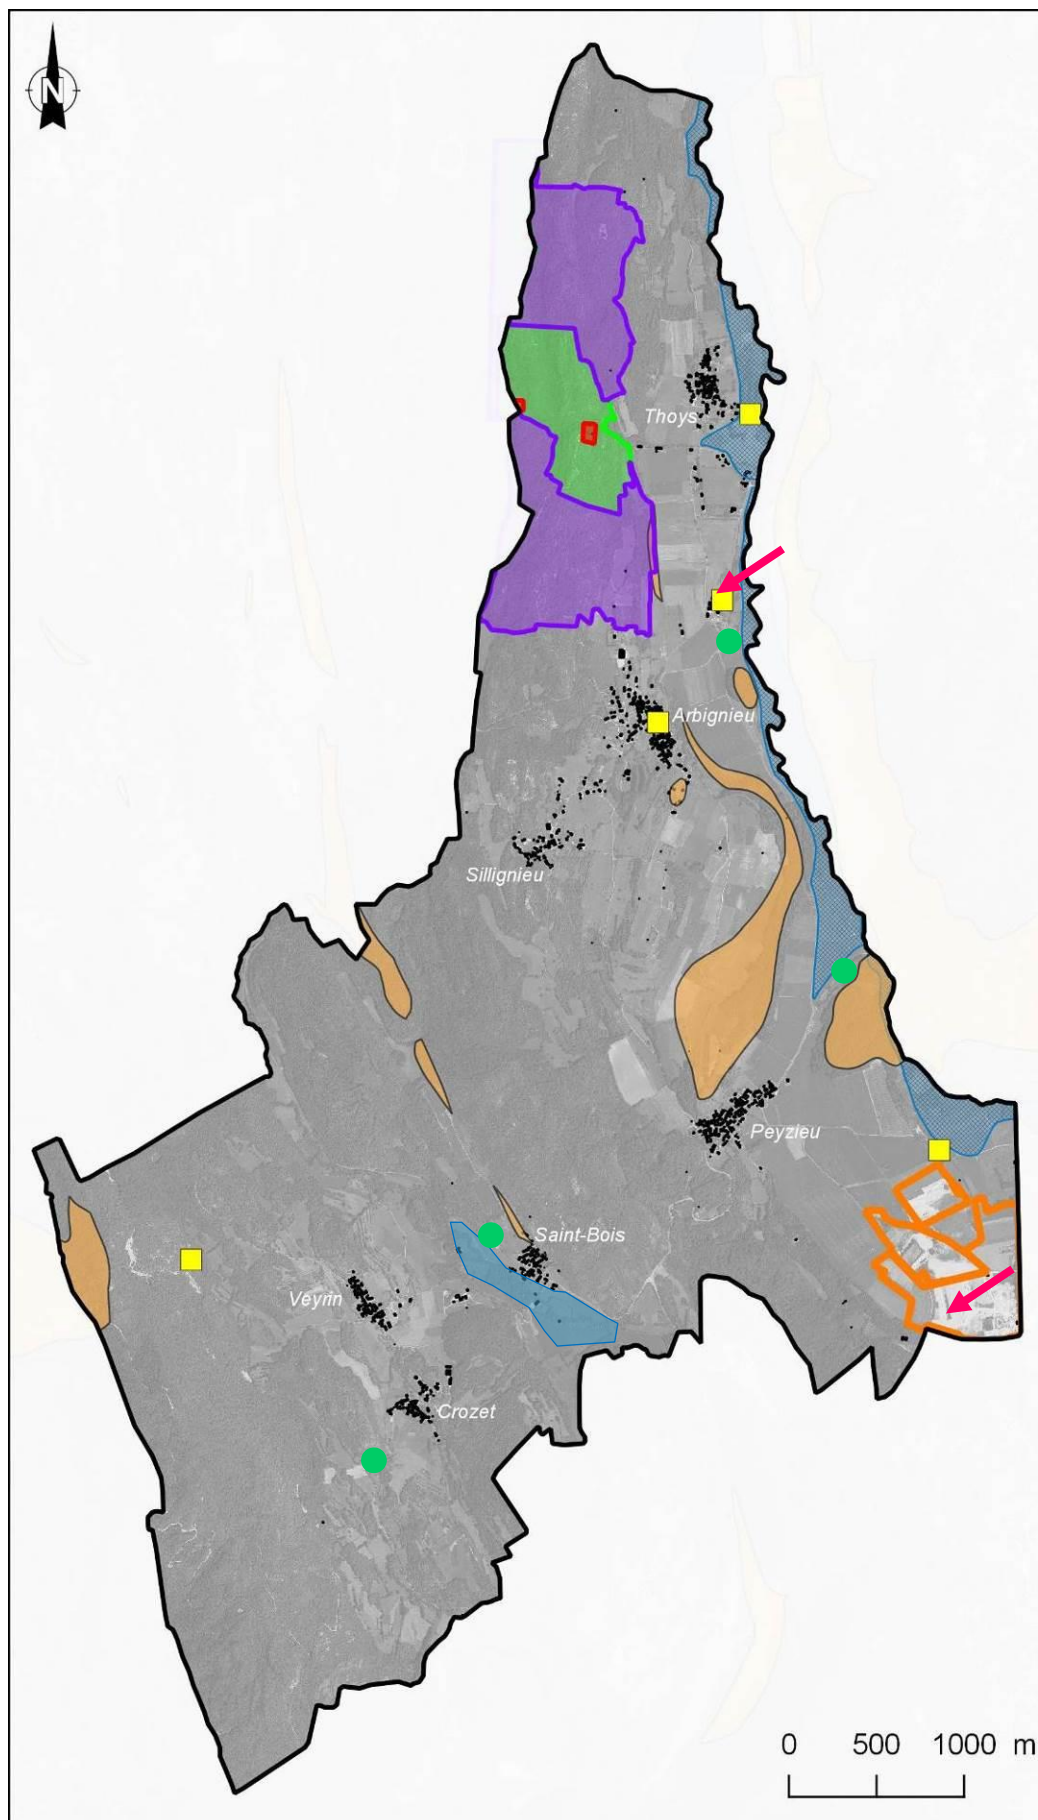 N
Thoys
Arbignieu
Sillignieu
Peyzieu
Saint-Bois
Veyrin
Crozet
0 500 1000 m